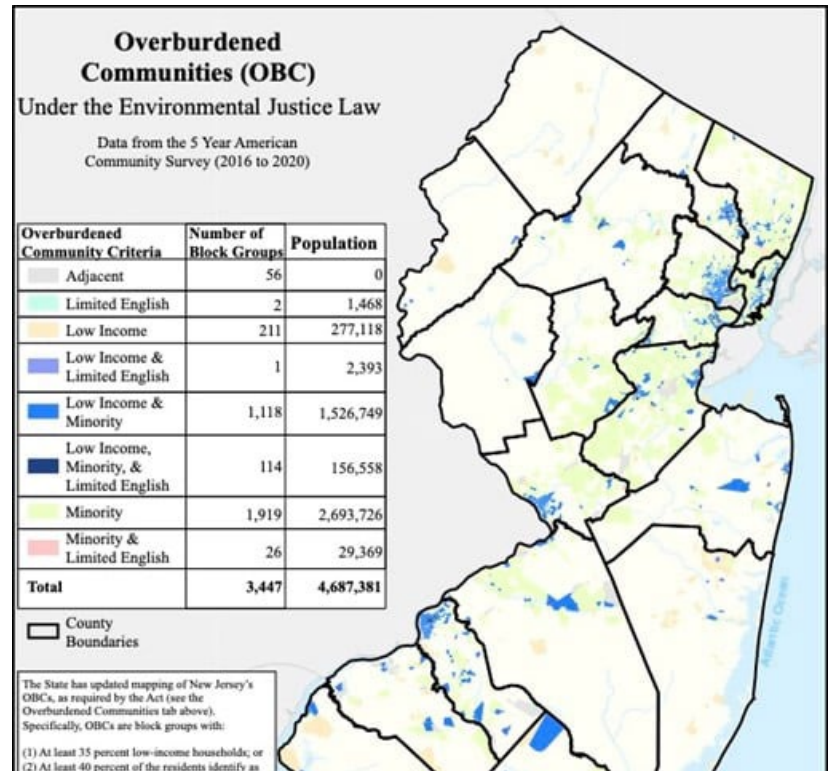 Overburdened
Communities (OBC)
Under the Environmental Justice Law
Data from the 5 Year American
Community Survey (2016 to 2020)
Overburdened Community Criteria Number of Block Groups Population
Adjacent 56 0
Limited English 2 1,468
Low Income 211 277,118
Low Income & Limited English 1 2,393
Low Income & Minority 1,118 1,526,749
Low Income, Minority, & Limited English 114 156,558
Minority 1,919 2,693,726
Minority & Limited English 26 29,369
Total 3,447 4,687,381
County
Boundaries
The State has updated mapping of New Jersey's
OBCs, as required by the Act (see the
Overburdened Communities tab above).
Specifically, OBCs are block groups with:
(1) At least 35 percent low-income households; or
(2) At least 40 percent of the residents identify as
Atlantic Ocean